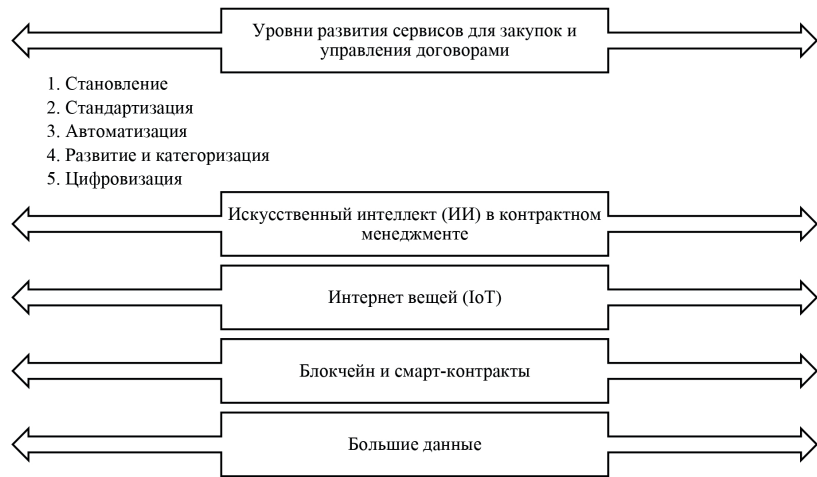 Уровни развития сервисов для закупок и
управления договорами
1. Становление
2. Стандартизация
3. Автоматизация
4. Развитие и категоризация
5. Цифровизация
Искусственный интеллект (ИИ) в контрактном
менеджменте
Интернет вещей (IoT)
Блокчейн и смарт-контракты
Большие данные